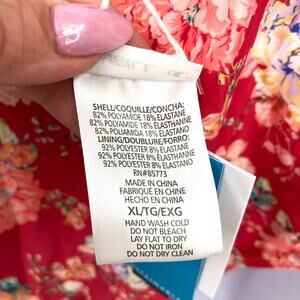 SHELL/COQUILLE/CONCHA:
82% POLYAMIDE 18% ELASTANE
82% POLYAMIDE 18% ELASTHANNE
82% POLIAMIDA 18% ELASTANO
LINING/DOUBLURE/FORRO:
92% POLYESTER 8% ELASTANE
92% POLYESTER 8% ELASTHANNE
92% POLIESTER 8% ELASTANO
RN#85773
MADE IN CHINA
FABRIQUÉ EN CHINE
HECHO EN CHINA
XL/TG/EXG
HAND WASH COLD
DO NOT BLEACH
LAY FLAT TO DRY
DO NOT IRON
DO NOT DRY CLEAN